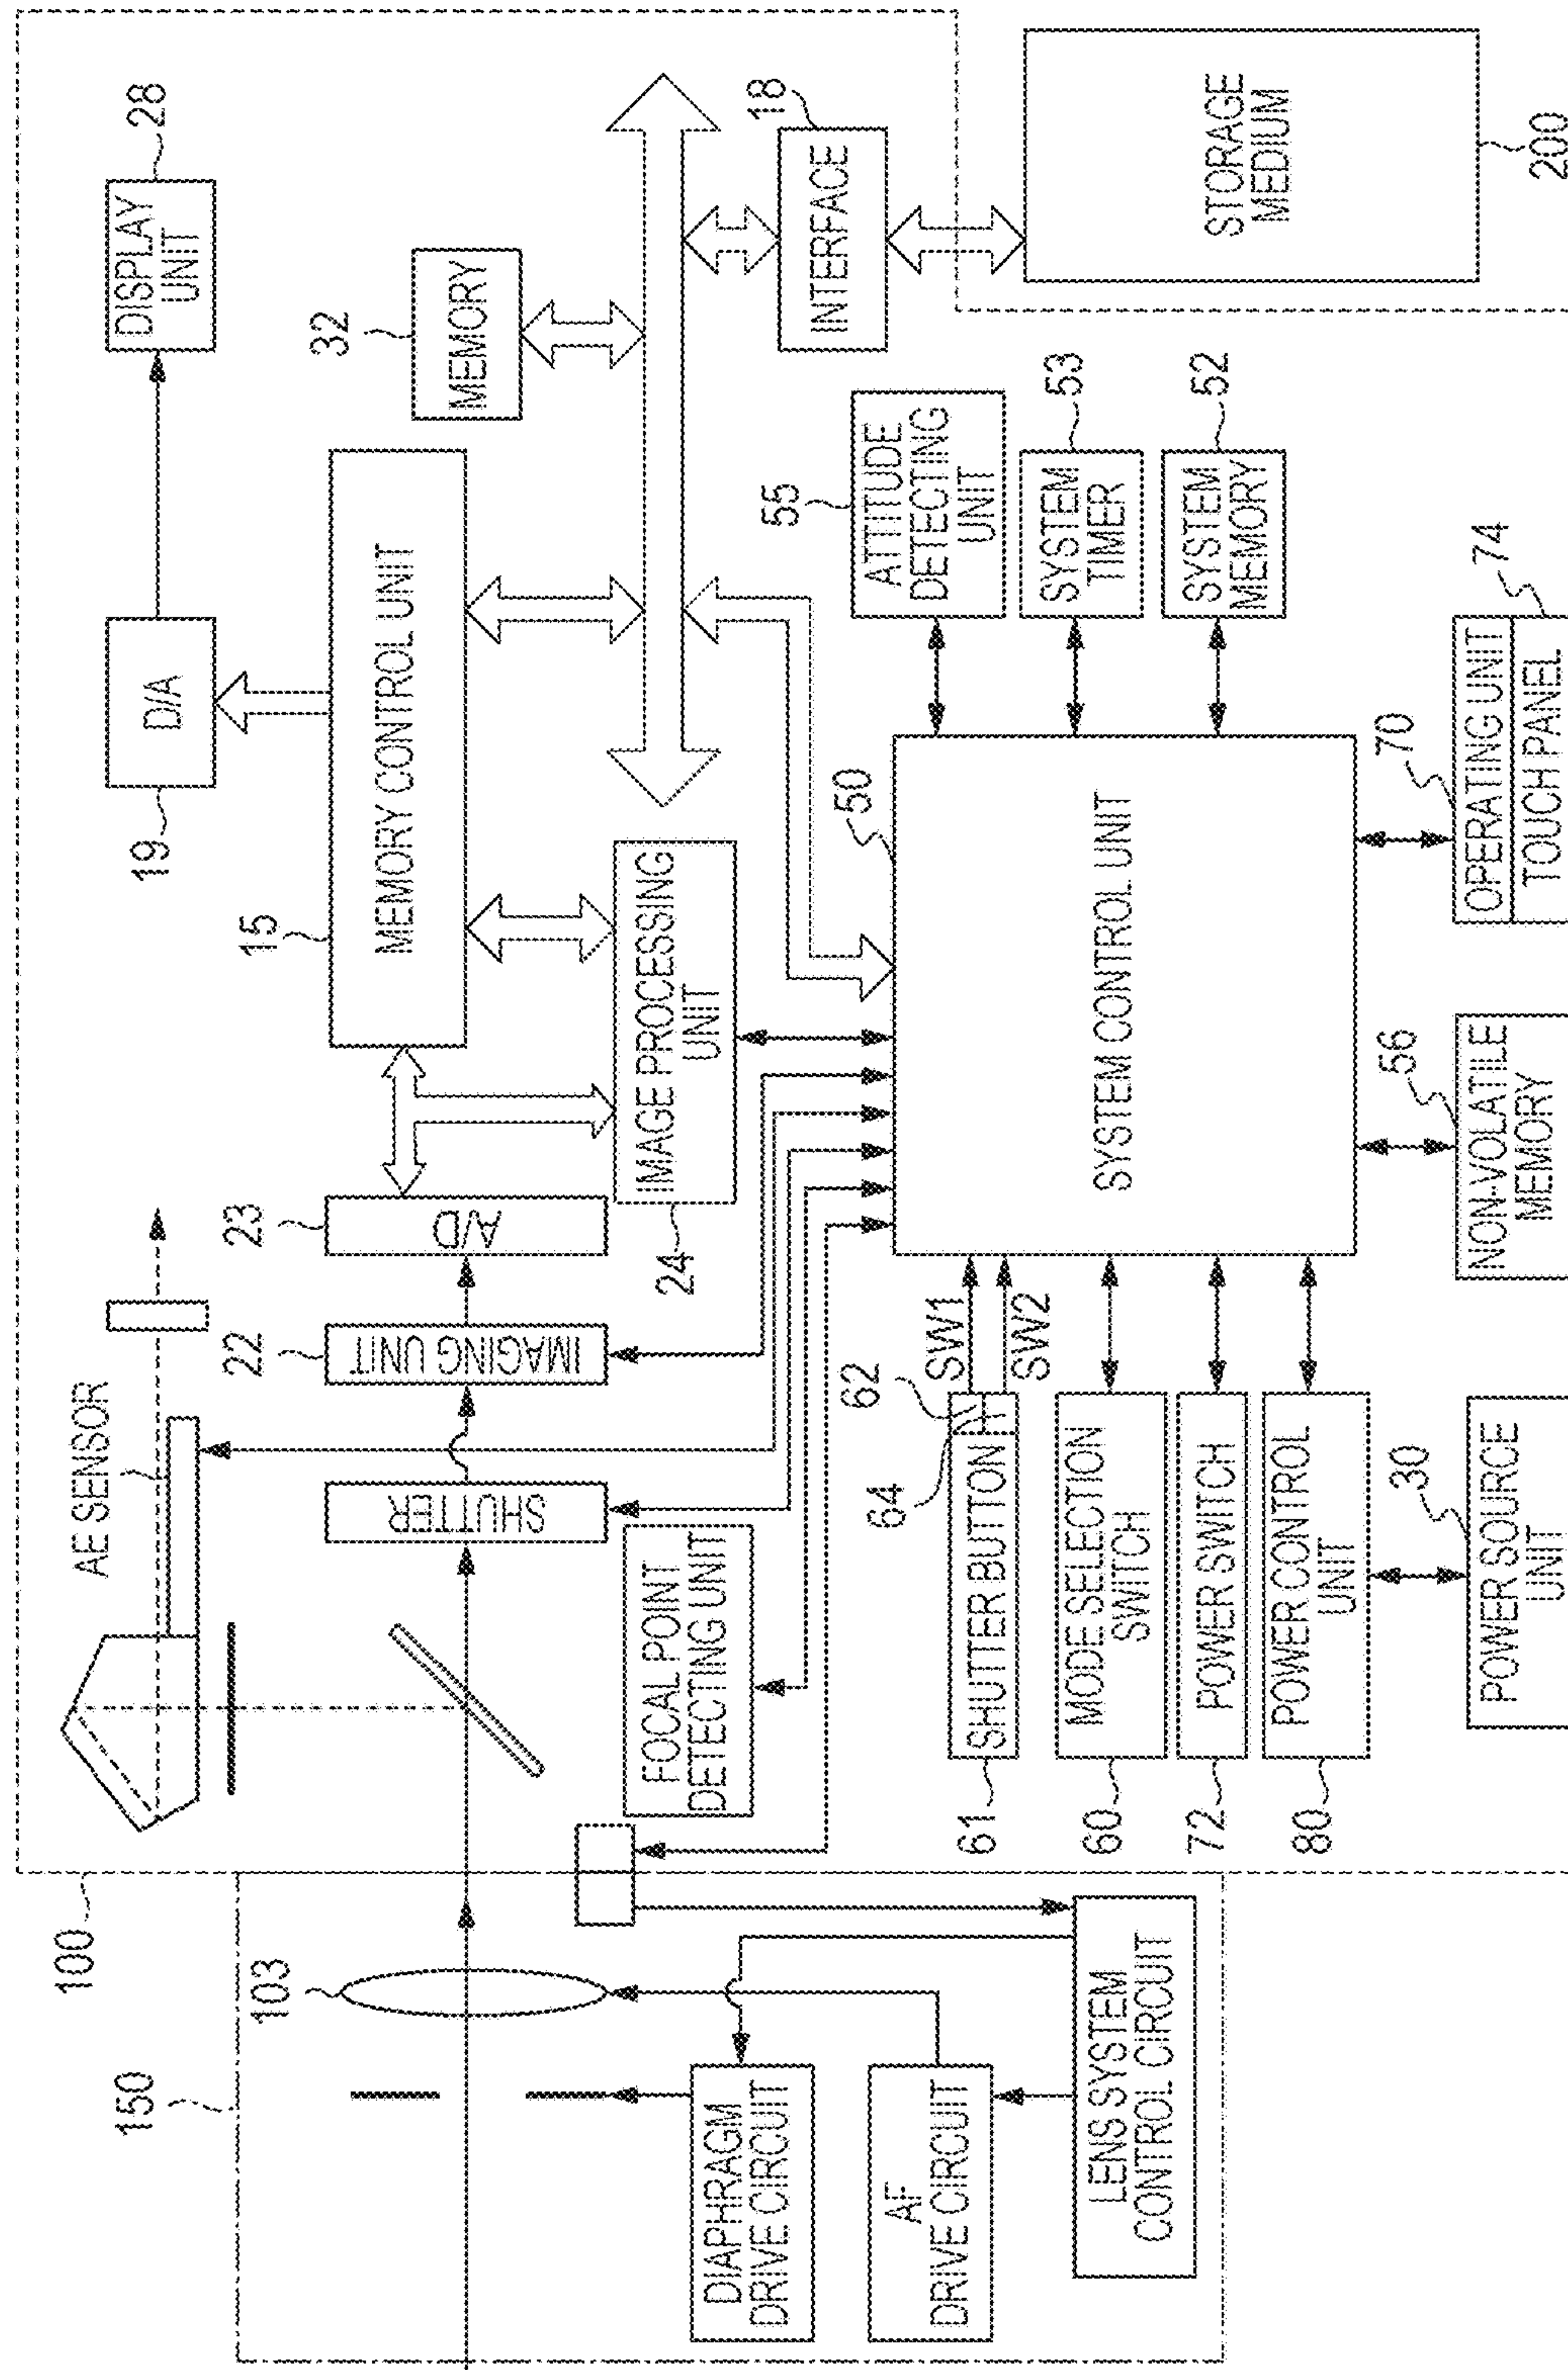 150
103
DIAPHRAGM
DRIVE CIRCUIT
AF
DRIVE CIRCUIT
LENS SYSTEM
CONTROL CIRCUIT
100
AE SENSOR
FOCAL POINT
DETECTING UNIT
SHUTTER
22
IMAGING UNIT
23
A/D
24
IMAGE PROCESSING
UNIT
15
MEMORY CONTROL UNIT
19
D/A
28
DISPLAY
UNIT
32
MEMORY
18
INTERFACE
STORAGE
MEDIUM
200
61
SHUTTER BUTTON
64
62
SW1
SW2
60
MODE SELECTION
SWITCH
72
POWER SWITCH
80
POWER CONTROL
UNIT
30
POWER SOURCE
UNIT
50
SYSTEM CONTROL UNIT
55
ATTITUDE
DETECTING
UNIT
53
SYSTEM
TIMER
52
SYSTEM
MEMORY
56
NON-VOLATILE
MEMORY
70
OPERATING UNIT
74
TOUCH PANEL